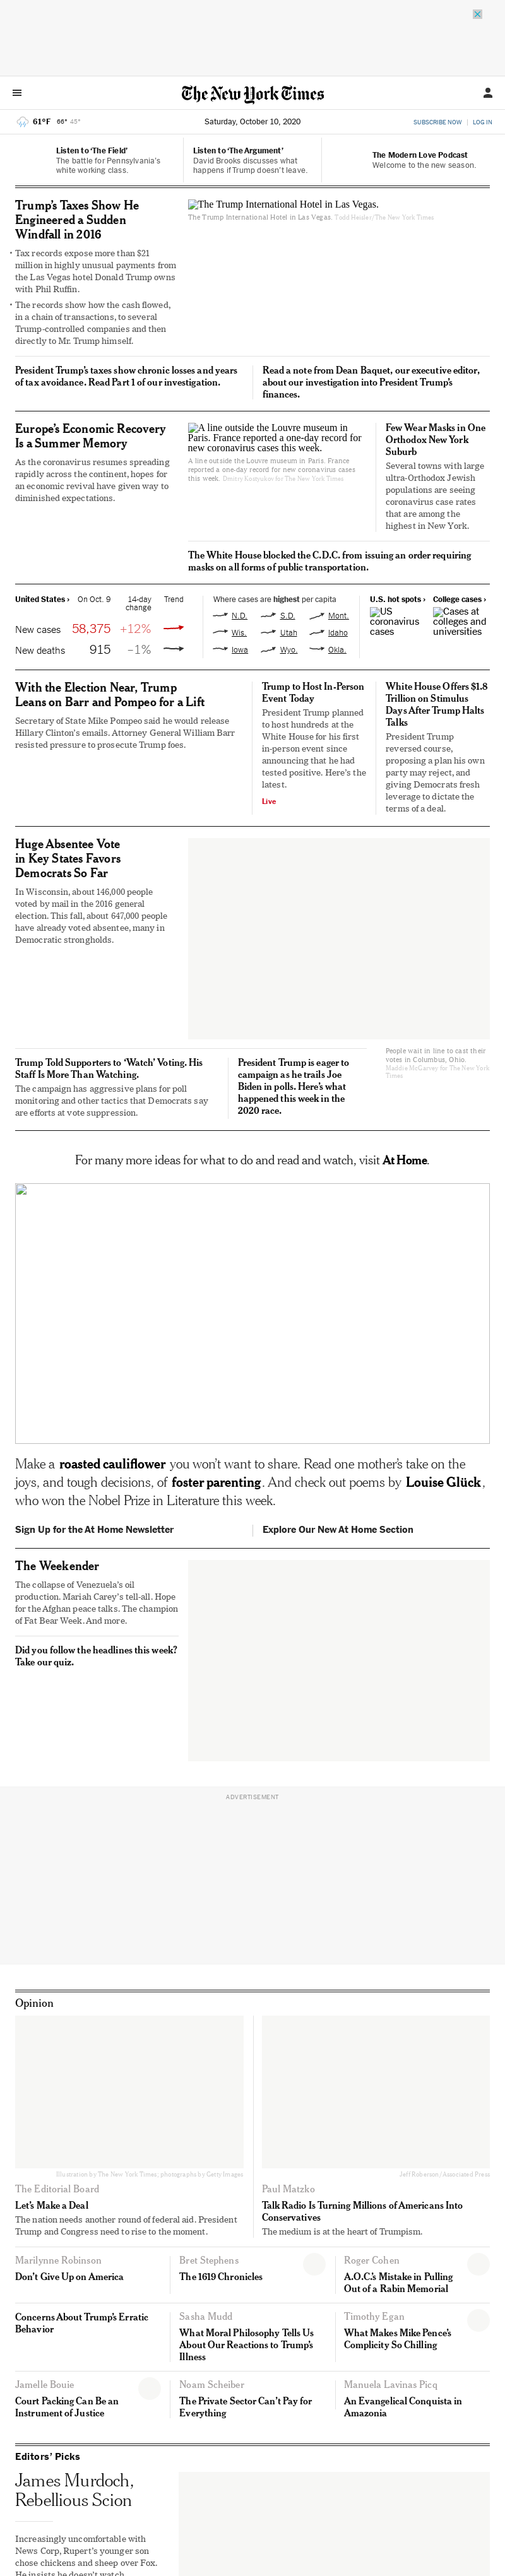 The New York Times
61°F 66° 45°
Saturday, October 10, 2020
SUBSCRIBE NOW
LOG IN
Listen to ‘The Field’
The battle for Pennsylvania’s
white working class.
Listen to ‘The Argument’
David Brooks discusses what
happens if Trump doesn’t leave.
The Modern Love Podcast
Welcome to the new season.
Trump’s Taxes Show He
Engineered a Sudden
Windfall in 2016
• Tax records expose more than $21
million in highly unusual payments from
the Las Vegas hotel Donald Trump owns
with Phil Ruffin.
• The records show how the cash flowed,
in a chain of transactions, to several
Trump-controlled companies and then
directly to Mr. Trump himself.
The Trump International Hotel in Las Vegas.
The Trump International Hotel in Las Vegas. Todd Heisler/The New York Times
President Trump’s taxes show chronic losses and years
of tax avoidance. Read Part 1 of our investigation.
Read a note from Dean Baquet, our executive editor,
about our investigation into President Trump’s
finances.
Europe’s Economic Recovery
Is a Summer Memory
As the coronavirus resumes spreading
rapidly across the continent, hopes for
an economic revival have given way to
diminished expectations.
A line outside the Louvre museum in
Paris. France reported a one-day record for
new coronavirus cases this week.
A line outside the Louvre museum in Paris. France
reported a one-day record for new coronavirus cases
this week. Dmitry Kostyukov for The New York Times
Few Wear Masks in One
Orthodox New York
Suburb
Several towns with large
ultra-Orthodox Jewish
populations are seeing
coronavirus case rates
that are among the
highest in New York.
The White House blocked the C.D.C. from issuing an order requiring
masks on all forms of public transportation.
United States › On Oct. 9 14-day
change Trend
New cases 58,375 +12%
New deaths 915 –1%
Where cases are highest per capita
N.D. S.D. Mont.
Wis. Utah Idaho
Iowa Wyo. Okla.
U.S. hot spots ›
US
coronavirus
cases
College cases ›
Cases at
colleges and
universities
With the Election Near, Trump
Leans on Barr and Pompeo for a Lift
Secretary of State Mike Pompeo said he would release
Hillary Clinton’s emails. Attorney General William Barr
resisted pressure to prosecute Trump foes.
Trump to Host In-Person
Event Today
President Trump planned
to host hundreds at the
White House for his first
in-person event since
announcing that he had
tested positive. Here’s the
latest.
Live
White House Offers $1.8
Trillion on Stimulus
Days After Trump Halts
Talks
President Trump
reversed course,
proposing a plan his own
party may reject, and
giving Democrats fresh
leverage to dictate the
terms of a deal.
Huge Absentee Vote
in Key States Favors
Democrats So Far
In Wisconsin, about 146,000 people
voted by mail in the 2016 general
election. This fall, about 647,000 people
have already voted absentee, many in
Democratic strongholds.
People wait in line to cast their
votes in Columbus, Ohio.
Maddie McGarvey for The New York
Times
Trump Told Supporters to ‘Watch’ Voting. His
Staff Is More Than Watching.
The campaign has aggressive plans for poll
monitoring and other tactics that Democrats say
are efforts at vote suppression.
President Trump is eager to
campaign as he trails Joe
Biden in polls. Here’s what
happened this week in the
2020 race.
For many more ideas for what to do and read and watch, visit At Home.
Make a roasted cauliflower you won’t want to share. Read one mother’s take on the
joys, and tough decisions, of foster parenting. And check out poems by Louise Glück,
who won the Nobel Prize in Literature this week.
Sign Up for the At Home Newsletter
Explore Our New At Home Section
The Weekender
The collapse of Venezuela’s oil
production. Mariah Carey’s tell-all. Hope
for the Afghan peace talks. The champion
of Fat Bear Week. And more.
Did you follow the headlines this week?
Take our quiz.
ADVERTISEMENT
Opinion
Illustration by The New York Times; photographs by Getty Images
The Editorial Board
Let’s Make a Deal
The nation needs another round of federal aid. President
Trump and Congress need to rise to the moment.
Jeff Roberson/Associated Press
Paul Matzko
Talk Radio Is Turning Millions of Americans Into
Conservatives
The medium is at the heart of Trumpism.
Marilynne Robinson
Don’t Give Up on America
Bret Stephens
The 1619 Chronicles
Roger Cohen
A.O.C.’s Mistake in Pulling
Out of a Rabin Memorial
Concerns About Trump’s Erratic
Behavior
Sasha Mudd
What Moral Philosophy Tells Us
About Our Reactions to Trump’s
Illness
Timothy Egan
What Makes Mike Pence’s
Complicity So Chilling
Jamelle Bouie
Court Packing Can Be an
Instrument of Justice
Noam Scheiber
The Private Sector Can’t Pay for
Everything
Manuela Lavinas Picq
An Evangelical Conquista in
Amazonia
Editors’ Picks
James Murdoch,
Rebellious Scion
Increasingly uncomfortable with
News Corp, Rupert’s younger son
chose chickens and sheep over Fox.
He insists he doesn’t watch